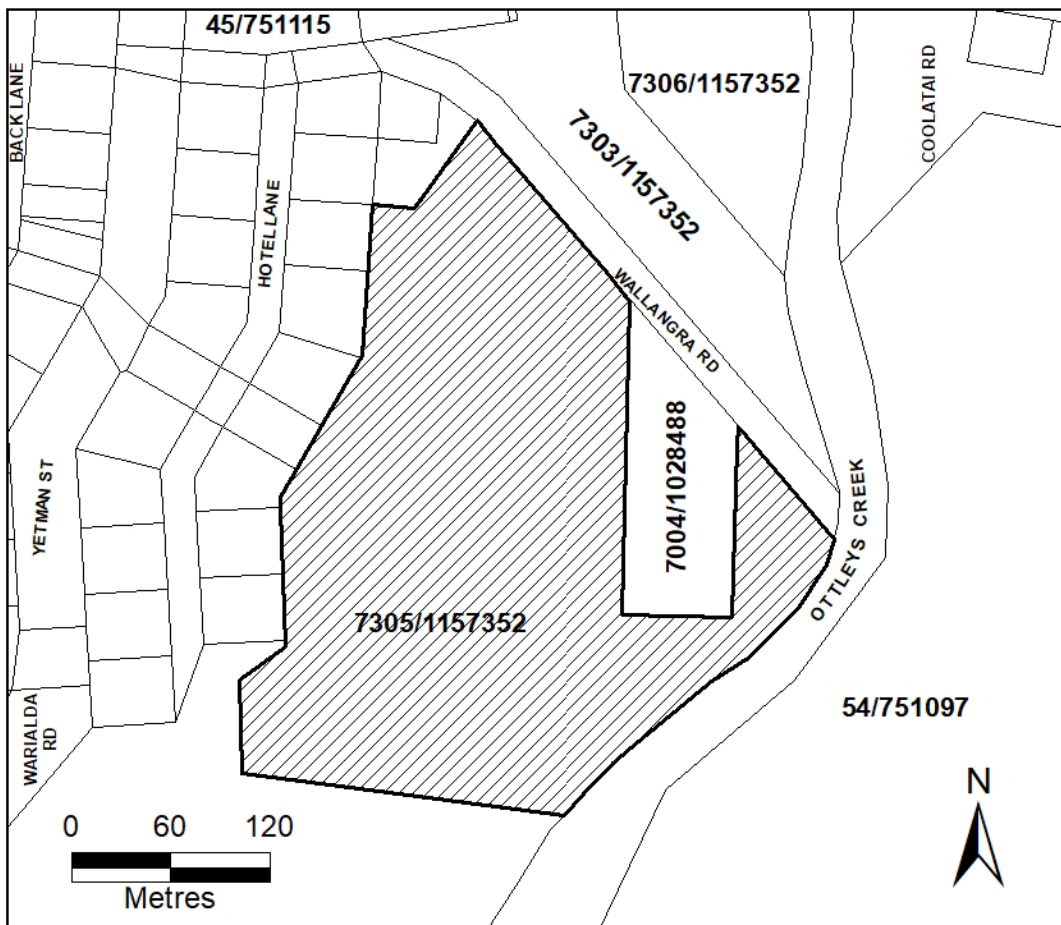 45/751115
7306/1157352
BACK LANE
COOLATAI RD
7303/1157352
HOTEL LANE
WALLANGRA RD
7004/1028488
YETMAN ST
OTTLEYS CREEK
7305/1157352
54/751097
WARIALDA
RD
N
0 60 120
Metres